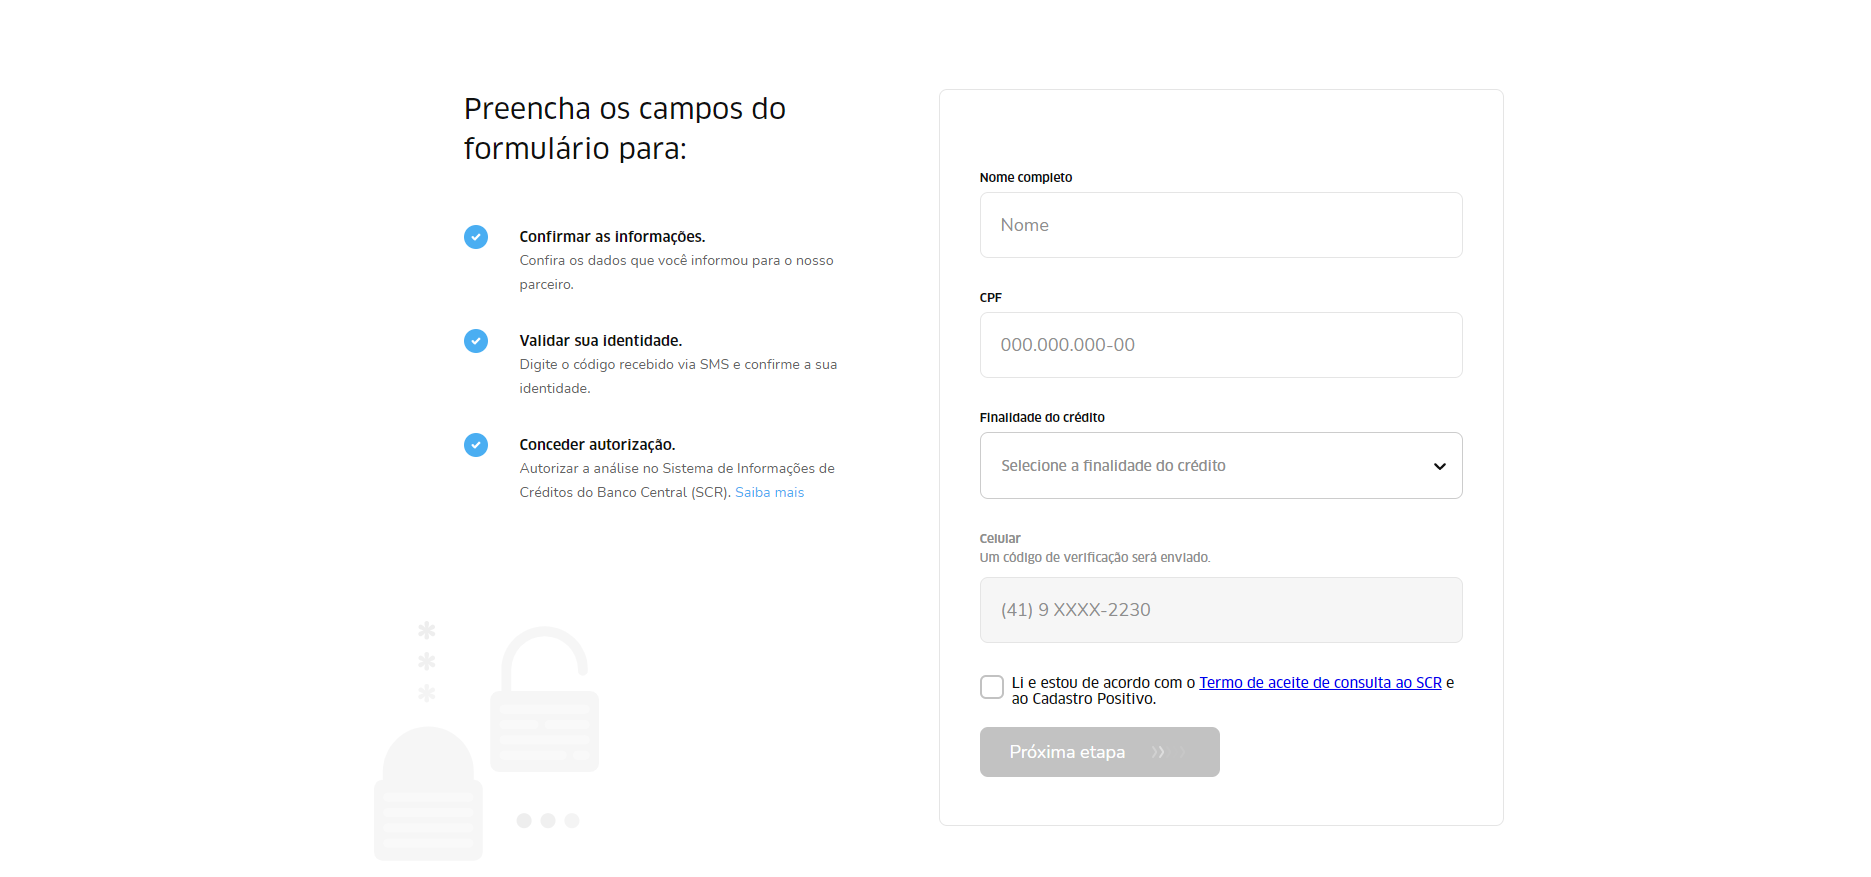 Preencha os campos do
formulário para:
Confirmar as informações.
Confira os dados que você informou para o nosso
parceiro.
Validar sua identidade.
Digite o código recebido via SMS e confirme a sua
identidade.
Conceder autorização.
Autorizar a análise no Sistema de Informações de
Créditos do Banco Central (SCR). Saiba mais
***
Nome completo
Nome
CPF
000.000.000-00
Finalidade do crédito
Selecione a finalidade do crédito
Celular
Um código de verificação será enviado.
(41) 9 XXXX-2230
Li e estou de acordo com o Termo de aceite de consulta ao SCR e
ao Cadastro Positivo.
Próxima etapa